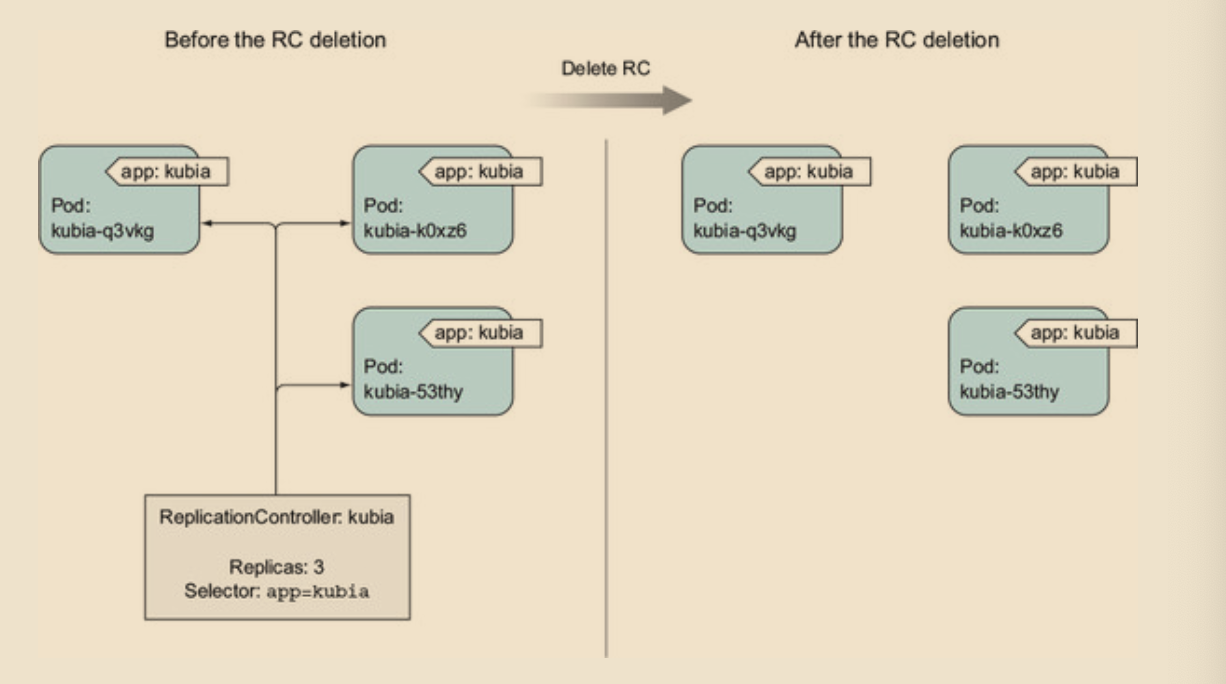 Before the RC deletion
After the RC deletion
Delete RC
app: kubia
Pod:
kubia-q3vkg
app: kubia
Pod:
kubia-k0xz6
app: kubia
Pod:
kubia-53thy
ReplicationController: kubia
Replicas: 3
Selector: app=kubia
app: kubia
Pod:
kubia-q3vkg
app: kubia
Pod:
kubia-k0xz6
app: kubia
Pod:
kubia-53thy